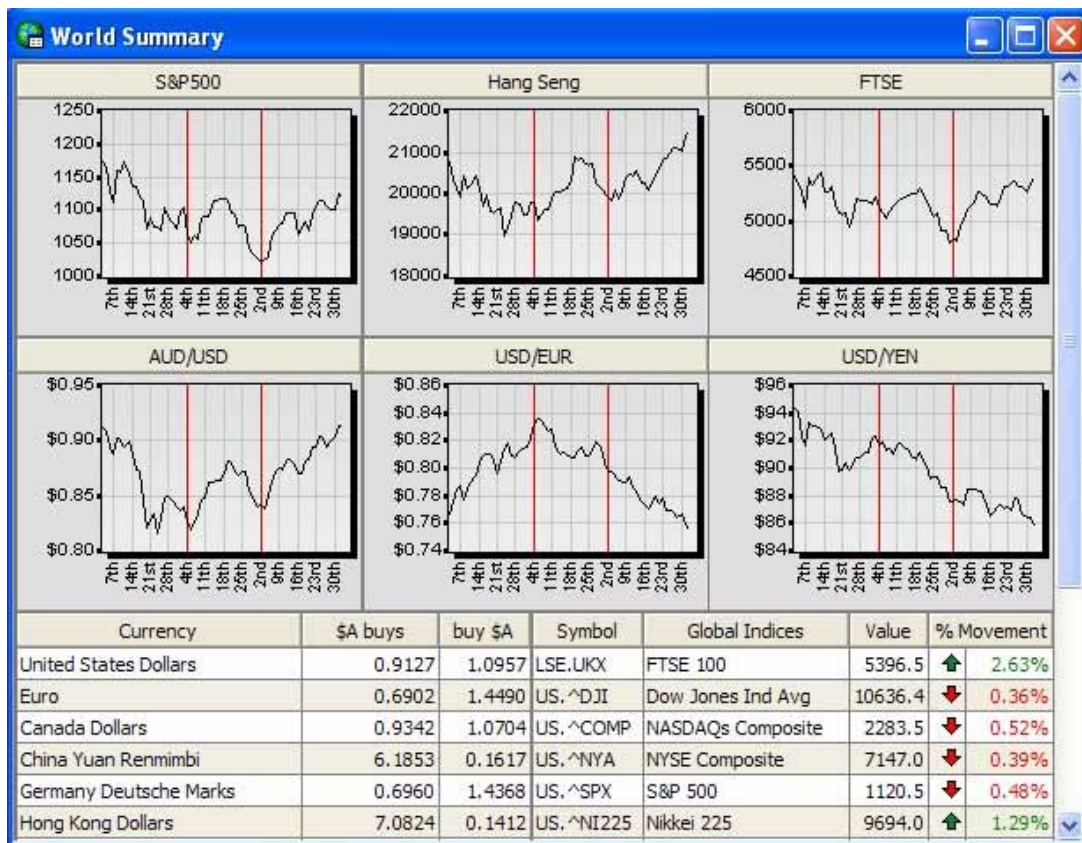 World Summary
S&P500 Hang Seng FTSE
1250 1200 1150 1100 1050 1000
7th 14th 21st 28th 4th 11th 18th 26th 2nd 9th 16th 23rd 30th
22000 21000 20000 19000 18000
7th 14th 21st 28th 4th 11th 18th 25th 2nd 9th 16th 23rd 30th
6000 5500 5000 4500
7th 14th 21st 28th 4th 11th 18th 25th 2nd 9th 16th 23rd 30th
AUD/USD USD/EUR USD/YEN
$0.95 $0.90 $0.85 $0.80
7th 14th 21st 28th 4th 11th 18th 25th 2nd 9th 16th 23rd 30th
$0.86 $0.84 $0.82 $0.80 $0.78 $0.76 $0.74
7th 14th 21st 28th 4th 11th 18th 25th 2nd 9th 16th 23rd 30th
$96 $94 $92 $90 $88 $86 $84
7th 14th 21st 28th 4th 11th 18th 25th 2nd 9th 16th 23rd 30th
Currency $A buys buy $A Symbol Global Indices Value % Movement
United States Dollars 0.9127 1.0957 LSE.UKX FTSE 100 5396.5 2.63%
Euro 0.6902 1.4490 US.^DJI Dow Jones Ind Avg 10636.4 0.36%
Canada Dollars 0.9342 1.0704 US.^COMP NASDAQs Composite 2283.5 0.52%
China Yuan Renmimbi 6.1853 0.1617 US.^NYA NYSE Composite 7147.0 0.39%
Germany Deutsche Marks 0.6960 1.4368 US.^SPX S&P 500 1120.5 0.48%
Hong Kong Dollars 7.0824 0.1412 US.^NI225 Nikkei 225 9694.0 1.29%